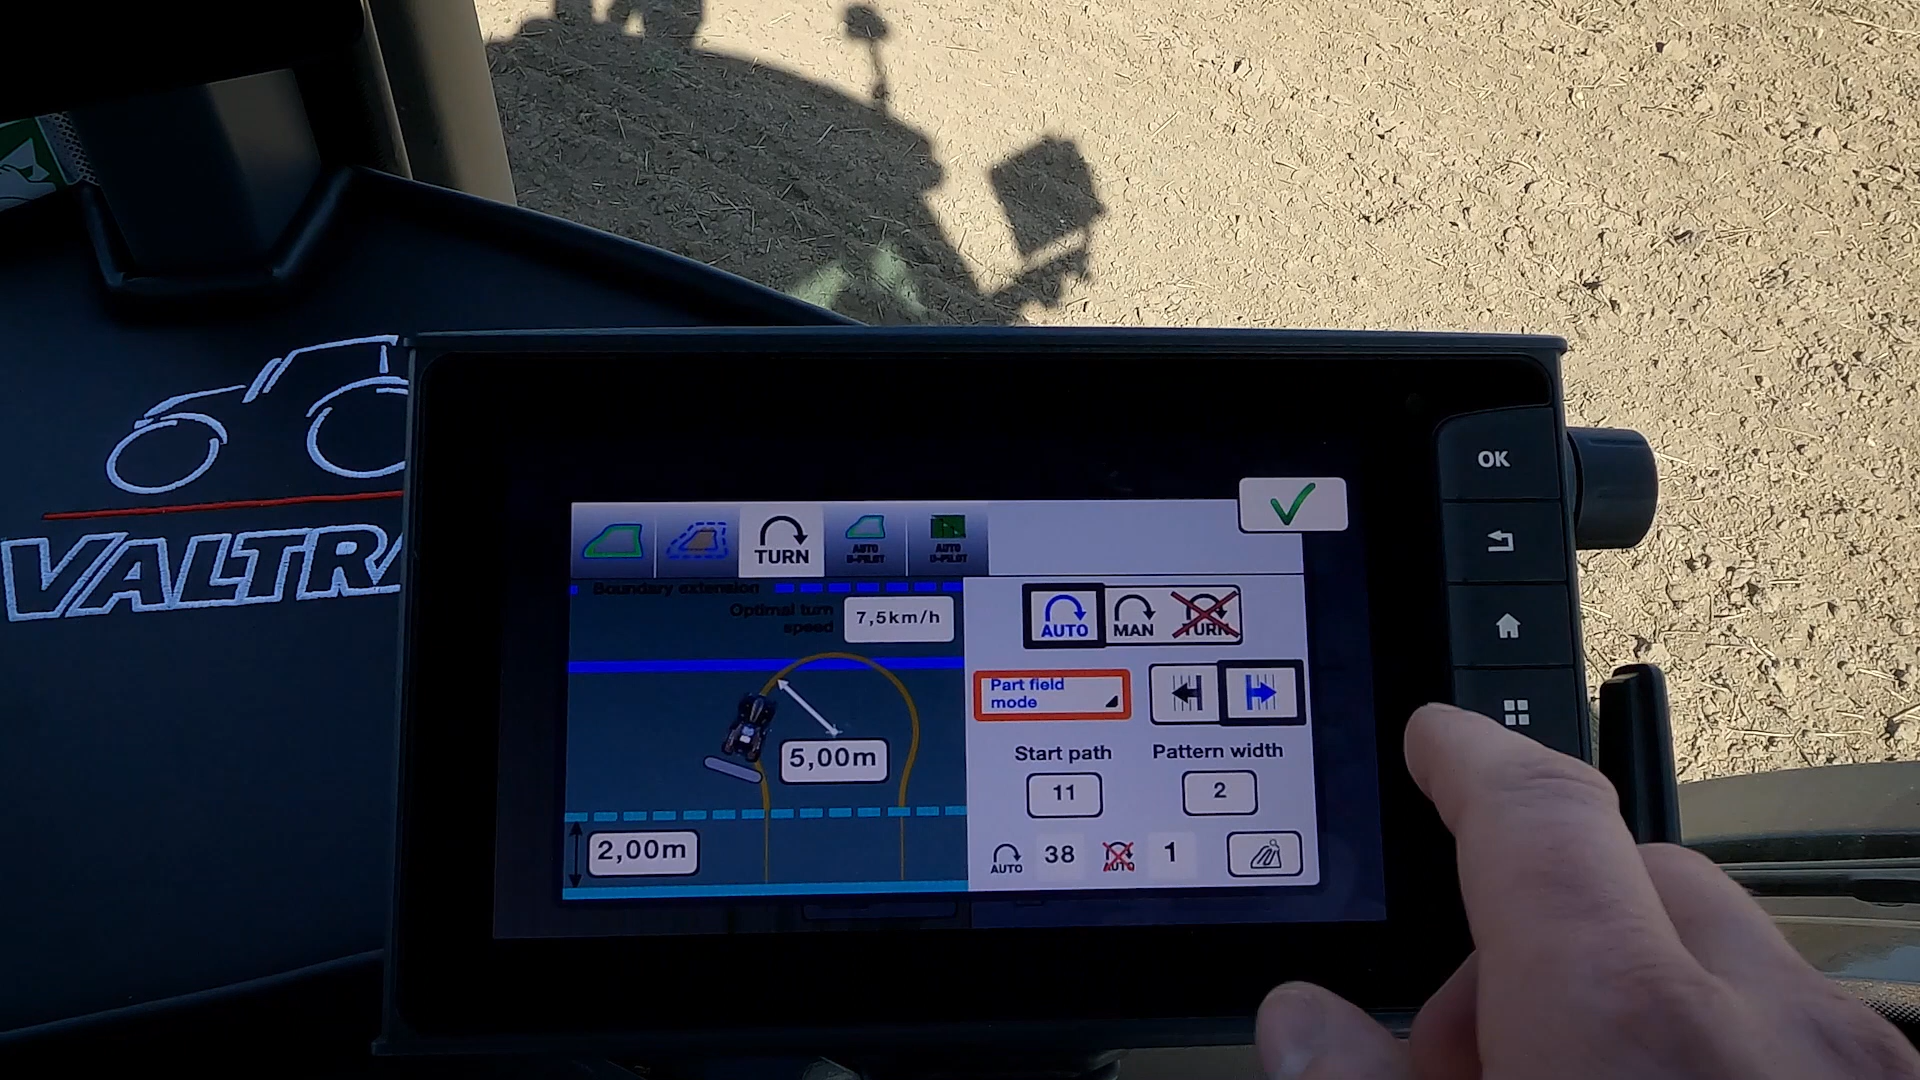 VALTRA
OK
TURN
AUTO
U-PILOT
AUTO
U-PILOT
Boundary extension
Optimal turn
speed
7,5km/h
AUTO
MAN
TURN
Part field
mode
5,00m
Start path
Pattern width
11
2
2,00m
AUTO
38
AUTO
1